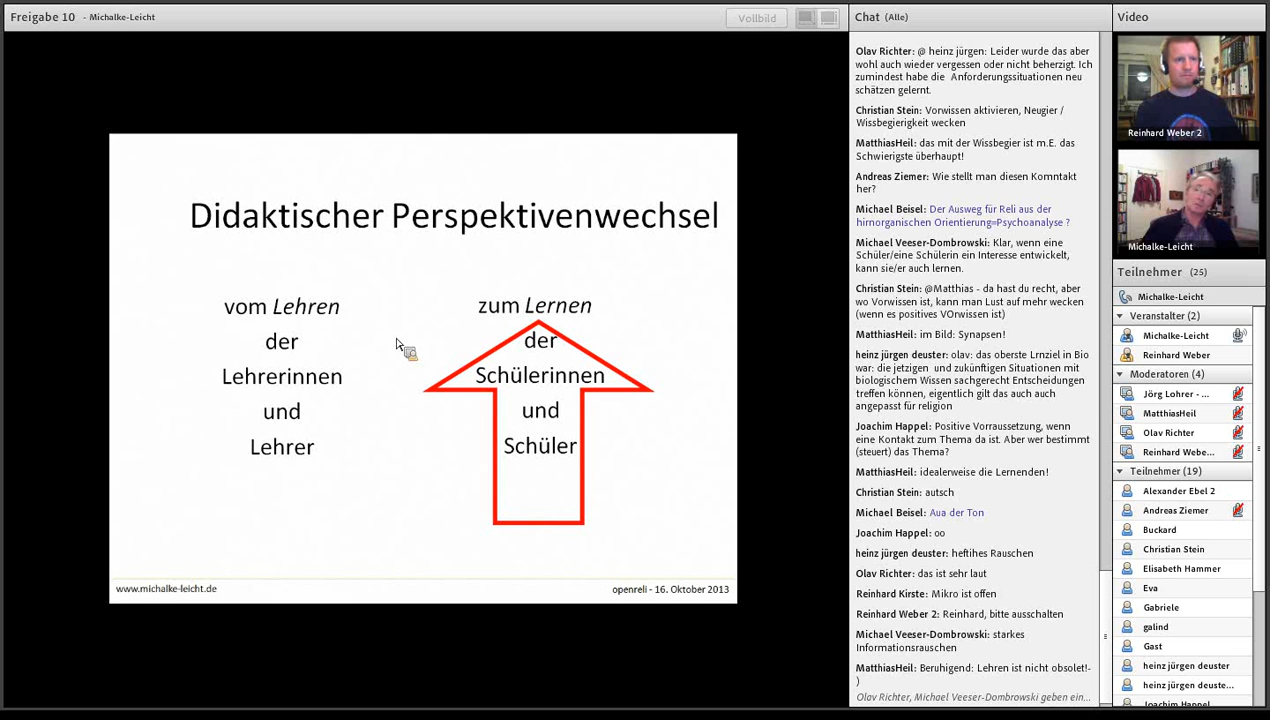 Freigabe 10 - Michalke-Leicht
Vollbild
Didaktischer Perspektivenwechsel
vom Lehren
der
Lehrerinnen
und
Lehrer
zum Lernen
der
Schülerinnen
und
Schüler
www.michalke-leicht.de
openreli - 16. Oktober 2013
Chat (Alle)
Olav Richter: @ heinz jürgen: Leider wurde das aber
wohl auch wieder vergessen oder nicht beherzigt. Ich
zumindest habe die Anforderungssituationen neu
schätzen gelernt.
Christian Stein: Vorwissen aktivieren, Neugier /
Wissbegierigkeit wecken
MatthiasHeil: das mit der Wissbegier ist m.E. das
Schwierigste überhaupt!
Andreas Ziemer: Wie stellt man diesen Komntakt
her?
Michael Beisel: Der Ausweg für Reli aus der
hirnorganischen Orientierung=Psychoanalyse ?
Michael Veeser-Dombrowski: Klar, wenn eine
Schüler/eine Schülerin ein Interesse entwickelt,
kann sie/er auch lernen.
Christian Stein: @Matthias - da hast du recht, aber
wo Vorwissen ist, kann man Lust auf mehr wecken
(wenn es positives VOrwissen ist)
MatthiasHeil: im Bild: Synapsen!
heinz jürgen deuster: olav: das oberste Lrnziel in Bio
war: die jetzigen und zukünftigen Situationen mit
biologischem Wissen sachgerecht Entscheidungen
treffen können, eigentlich gilt das auch auch
angepasst für religion
Joachim Happel: Positive Vorraussetzung, wenn
eine Kontakt zum Thema da ist. Aber wer bestimmt
(steuert) das Thema?
MatthiasHeil: idealerweise die Lernenden!
Christian Stein: autsch
Michael Beisel: Aua der Ton
Joachim Happel: oo
heinz jürgen deuster: heftihes Rauschen
Olav Richter: das ist sehr laut
Reinhard Kirste: Mikro ist offen
Reinhard Weber 2: Reinhard, bitte ausschalten
Michael Veeser-Dombrowski: starkes
Informationsrauschen
MatthiasHeil: Beruhigend: Lehren ist nicht obsolet!-
)
Olav Richter, Michael Veeser-Dombrowski geben ein...
Video
Reinhard Weber 2
Michalke-Leicht
Teilnehmer (25)
Michalke-Leicht
Veranstalter (2)
Michalke-Leicht
Reinhard Weber
Moderatoren (4)
Jörg Lohrer - ...
MatthiasHeil
Olav Richter
Reinhard Webe...
Teilnehmer (19)
Alexander Ebel 2
Andreas Ziemer
Buckard
Christian Stein
Elisabeth Hammer
Eva
Gabriele
galind
Gast
heinz jürgen deuster
heinz jürgen deuste...
Joachim Happel